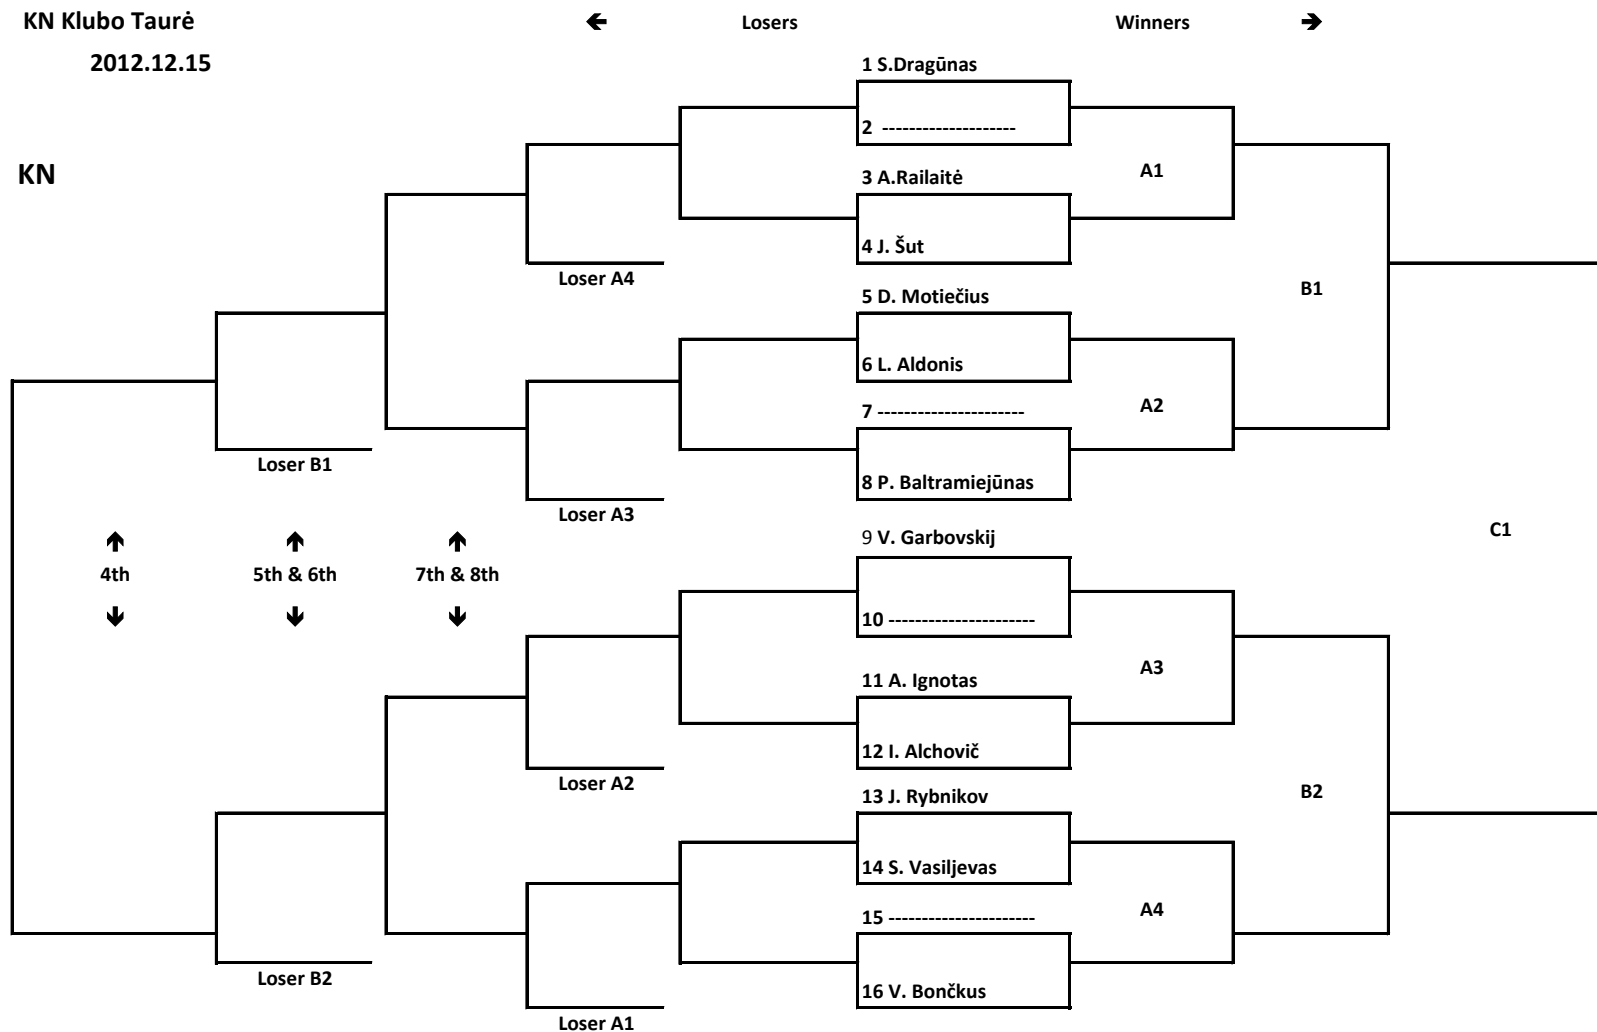 KN Klubo Taurė
🡸 Losers Winners 🡺
2012.12.15
1 S.Dragūnas
2 --------------------
KN
3 A.Railaitė
A1
4 J. Šut
Loser A4
5 D. Motiečius
B1
6 L. Aldonis
7 ----------------------
A2
Loser B1
8 P. Baltramiejūnas
Loser A3
9 V. Garbovskij
C1
🡹 🡹 🡹
4th 5th & 6th 7th & 8th
🡻 🡻 🡻
10 ----------------------
A3
11 A. Ignotas
12 I. Alchovič
Loser A2
13 J. Rybnikov
B2
14 S. Vasiljevas
15 ----------------------
A4
Loser B2
16 V. Bončkus
Loser A1